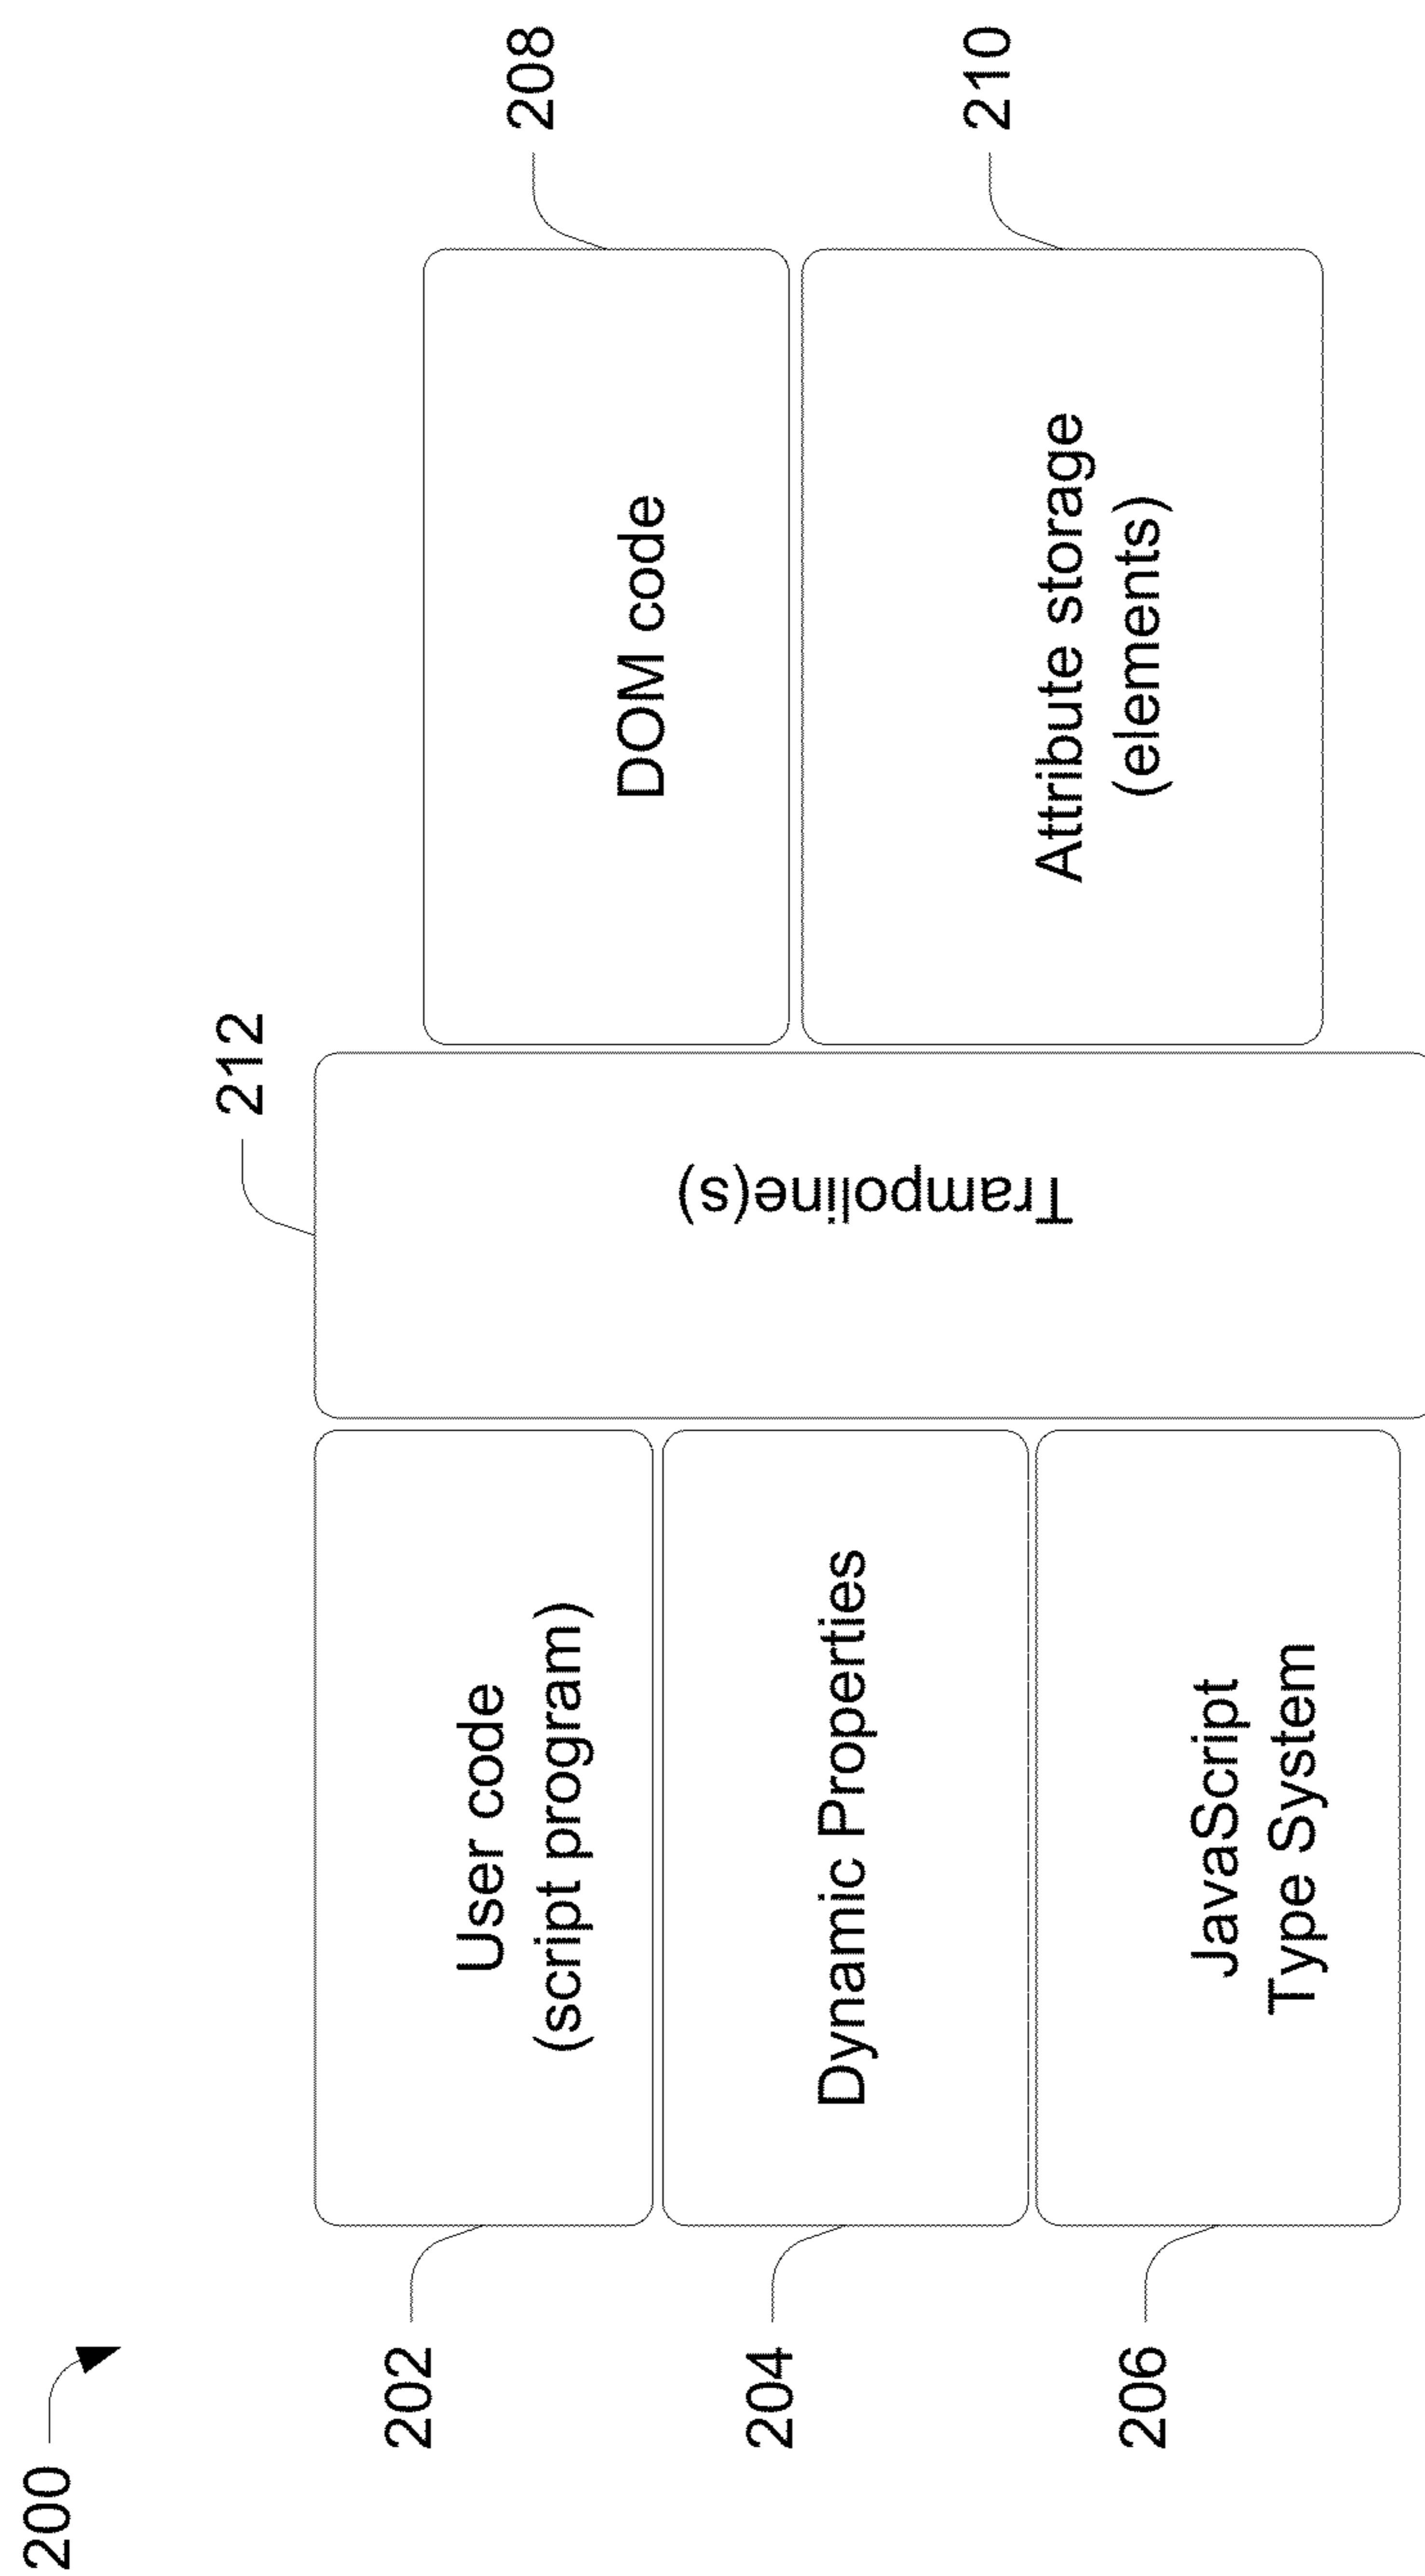 200
212
202
User code
(script program)
DOM code
208
204
Dynamic Properties
Trampoline(s)
206
JavaScript
Type System
Attribute storage
(elements)
210